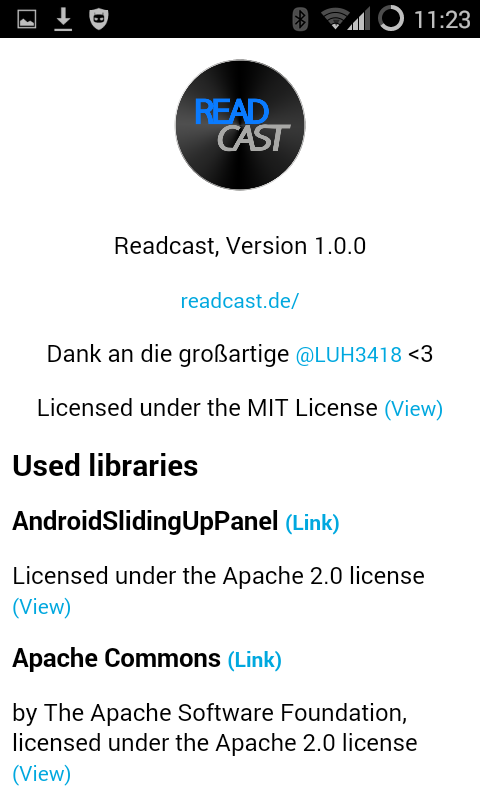 11:23
READ
CAST
Readcast, Version 1.0.0
readcast.de/
Dank an die großartige @LUH3418 <3
Licensed under the MIT License (View)
Used libraries
AndroidSlidingUpPanel (Link)
Licensed under the Apache 2.0 license
(View)
Apache Commons (Link)
by The Apache Software Foundation,
licensed under the Apache 2.0 license
(View)